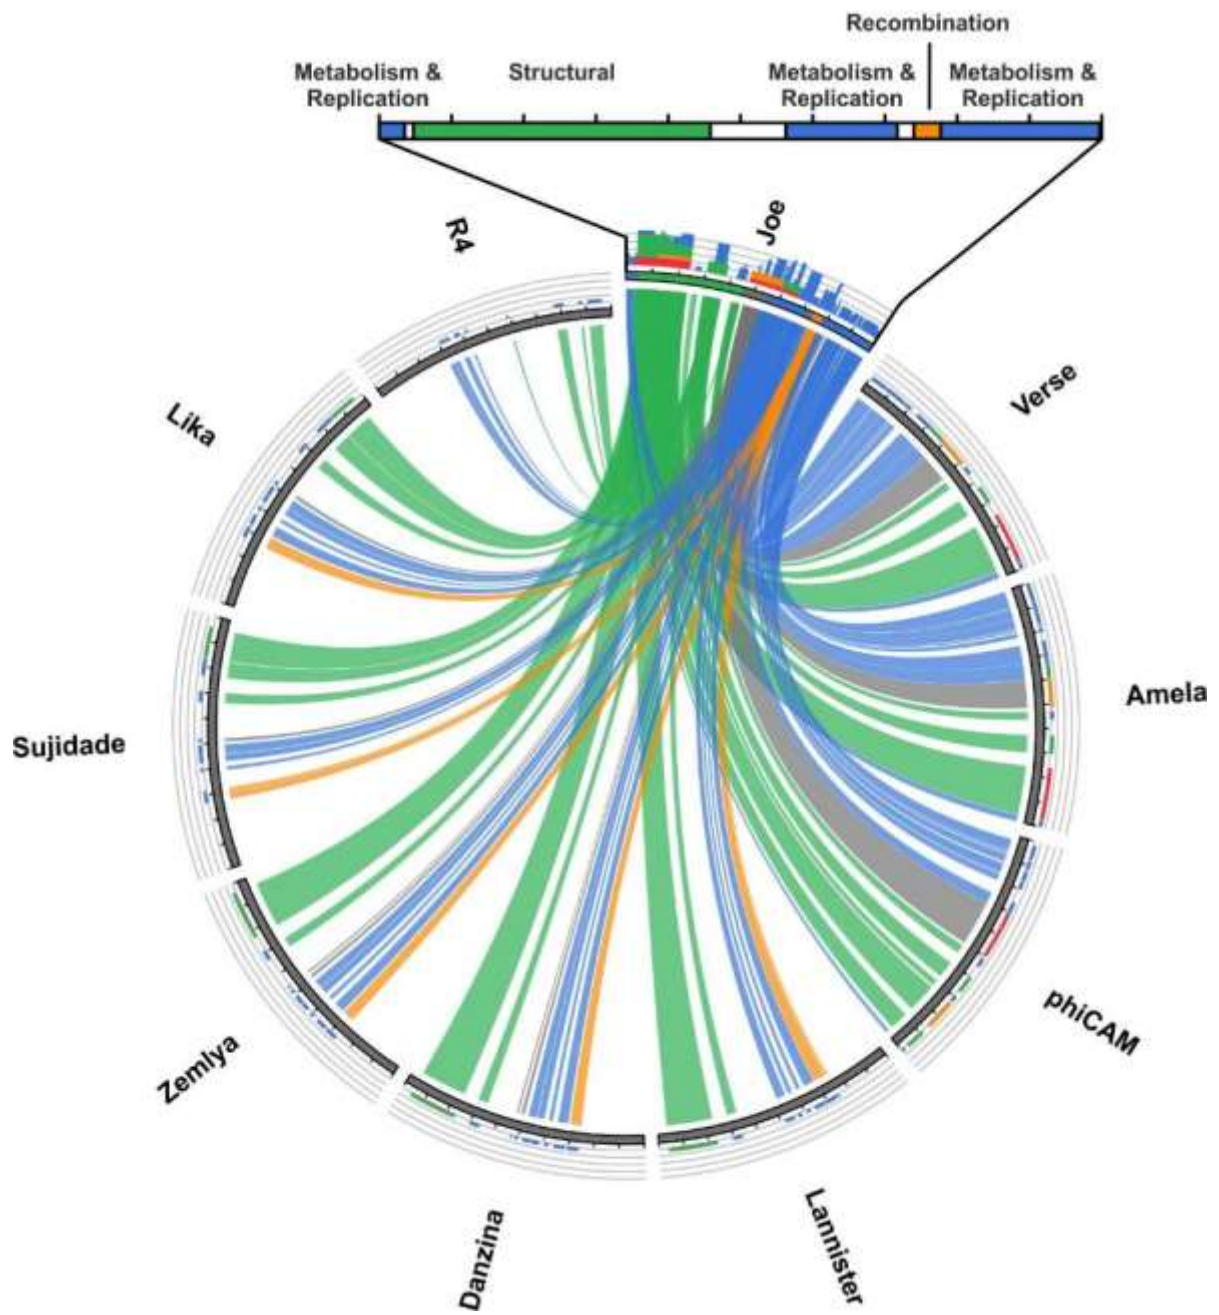 Recombination
Metabolism &
Replication
Structural
Metabolism &
Replication
Metabolism &
Replication
Joe
R4
Verse
Lika
Amela
Sujidade
phiCAM
Zemlya
Lannister
Danzina